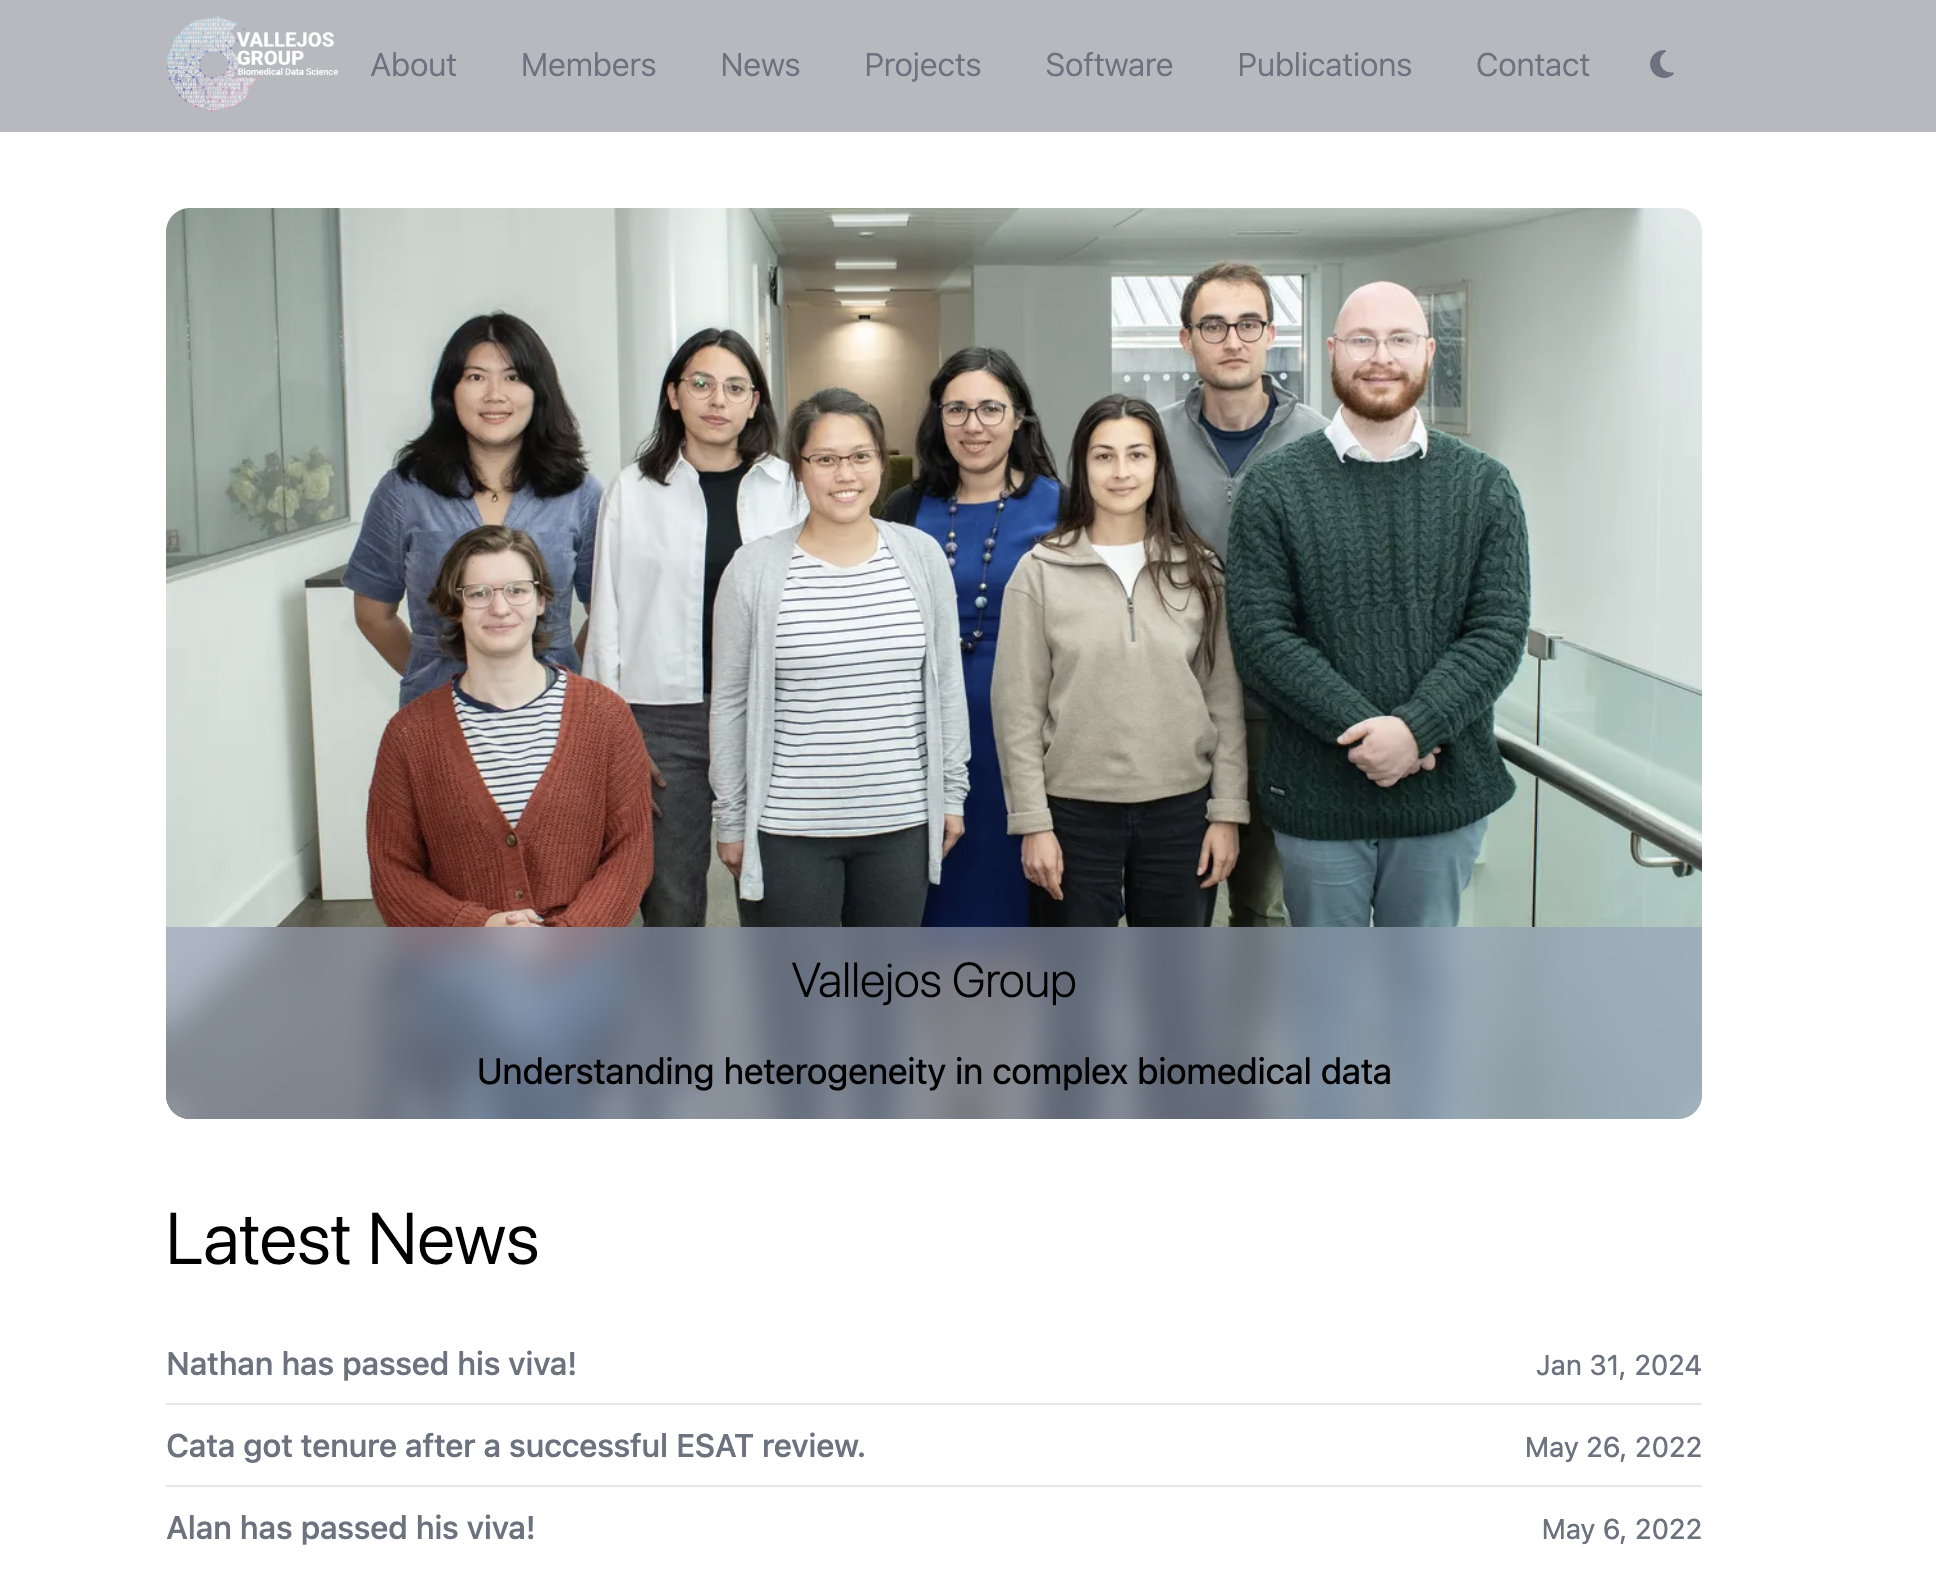 VALLEJOS
GROUP
Biomedical Data Science
About Members News Projects Software Publications Contact
Vallejos Group
Understanding heterogeneity in complex biomedical data
Latest News
Nathan has passed his viva! Jan 31, 2024
Cata got tenure after a successful ESAT review. May 26, 2022
Alan has passed his viva! May 6, 2022